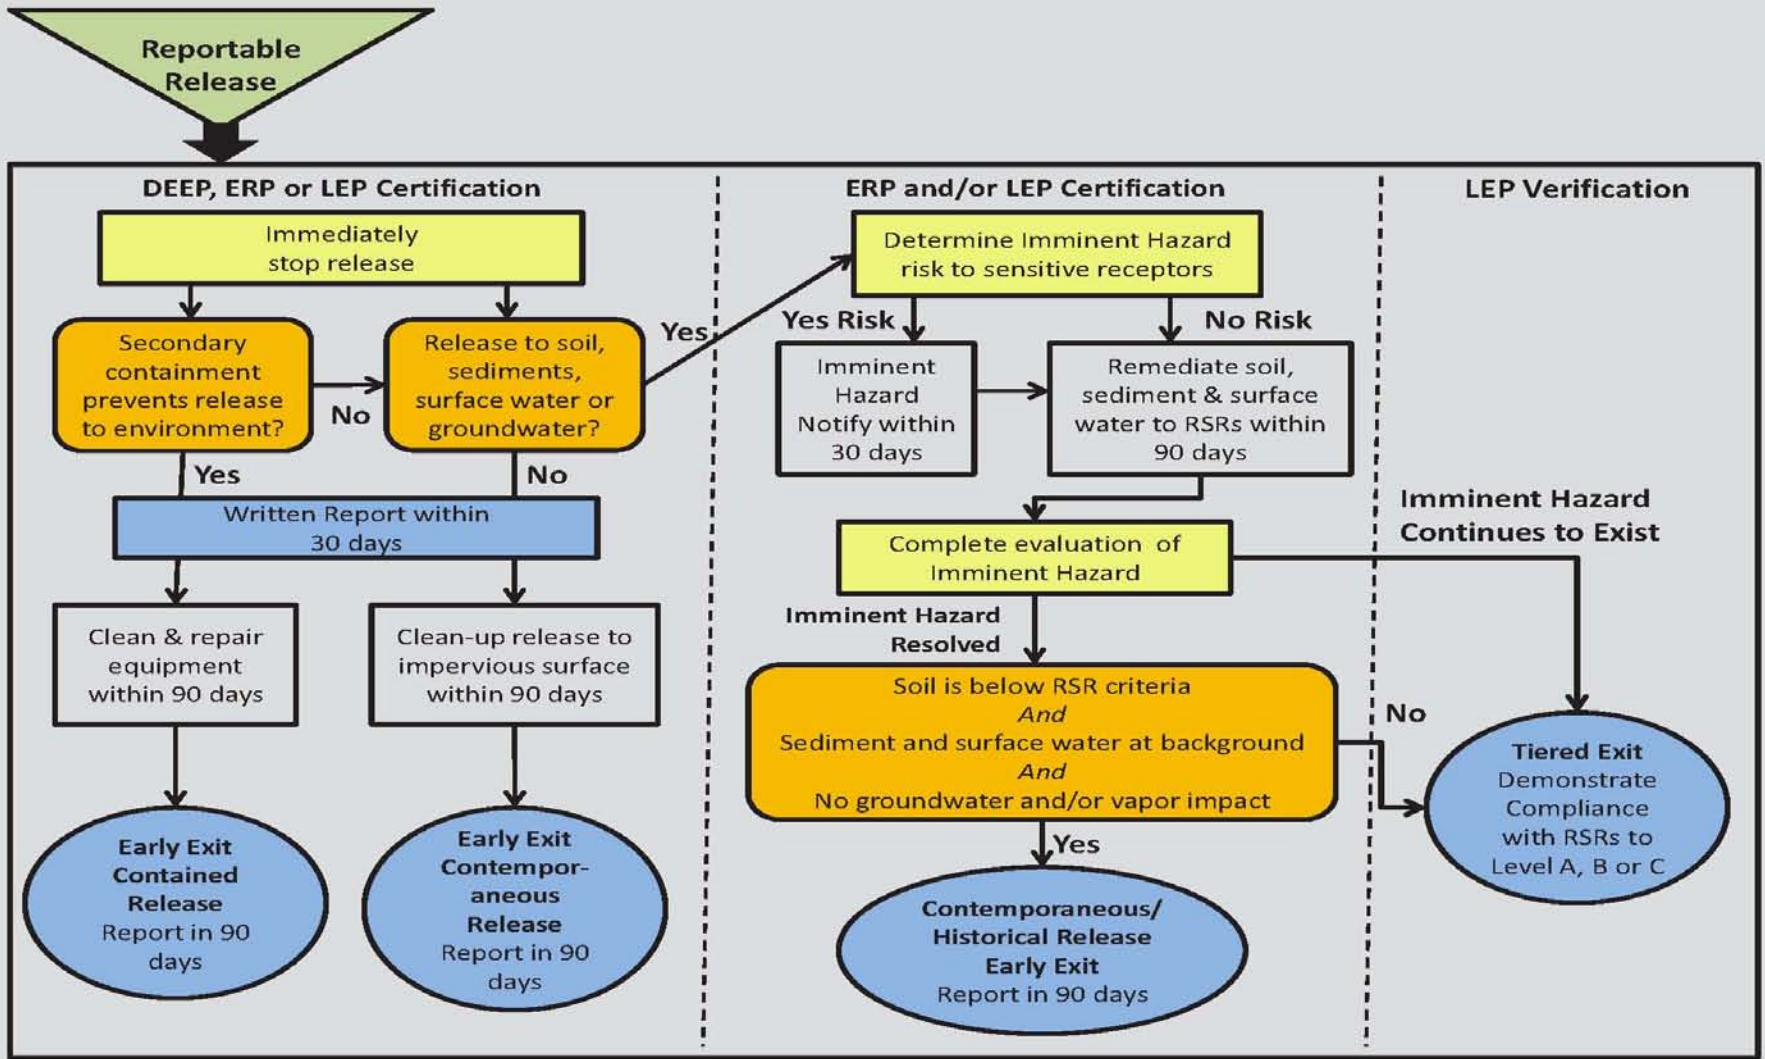 Reportable
Release
DEEP, ERP or LEP Certification
Immediately
stop release
Secondary
containment
prevents release
to environment?
No
Release to soil,
sediments,
surface water or
groundwater?
Yes
Yes
No
Written Report within
30 days
Clean & repair
equipment
within 90 days
Clean-up release to
impervious surface
within 90 days
Early Exit
Contained
Release
Report in 90
days
Early Exit
Contempor-
aneous
Release
Report in 90
days
ERP and/or LEP Certification
Determine Imminent Hazard
risk to sensitive receptors
Yes Risk
No Risk
Imminent
Hazard
Notify within
30 days
Remediate soil,
sediment & surface
water to RSRs within
90 days
Complete evaluation of
Imminent Hazard
Imminent Hazard
Resolved
Soil is below RSR criteria
And
Sediment and surface water at background
And
No groundwater and/or vapor impact
Yes
Contemporaneous/
Historical Release
Early Exit
Report in 90 days
LEP Verification
Imminent Hazard
Continues to Exist
No
Tiered Exit
Demonstrate
Compliance
with RSRs to
Level A, B or C